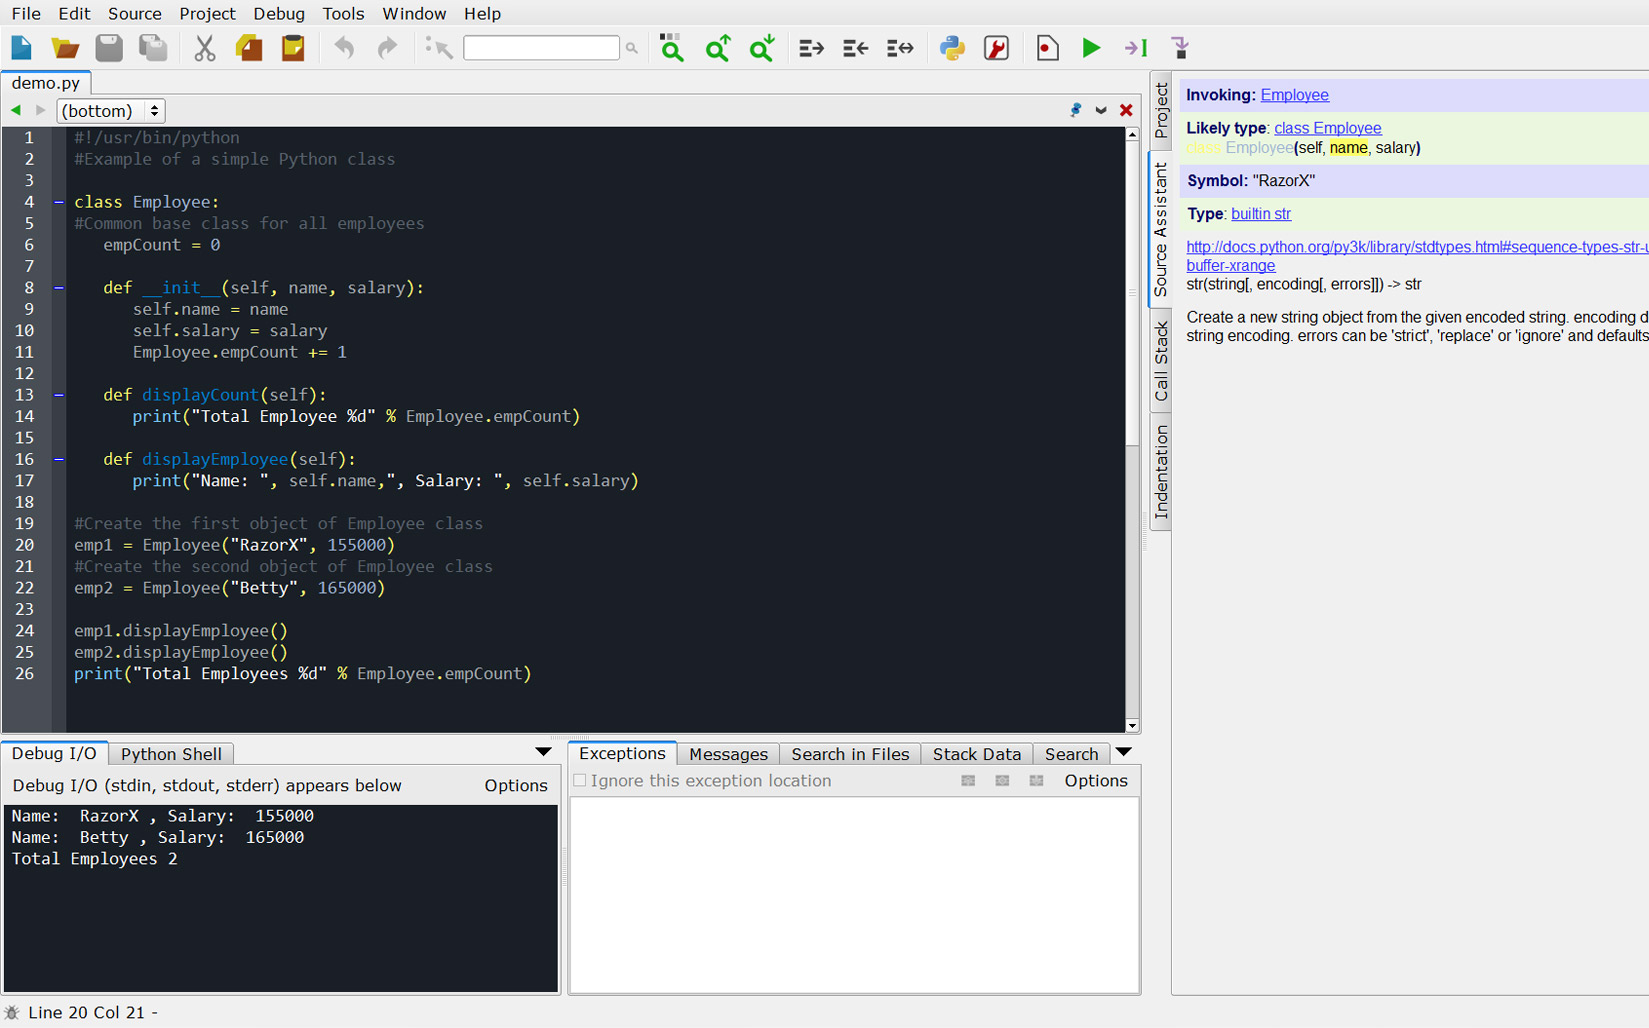 File Edit Source Project Debug Tools Window Help
demo.py
(bottom)
1 #!/usr/bin/python
2 #Example of a simple Python class
3
4 class Employee:
5 #Common base class for all employees
6 empCount = 0
7
8 def __init__(self, name, salary):
9 self.name = name
10 self.salary = salary
11 Employee.empCount += 1
12
13 def displayCount(self):
14 print("Total Employee %d" % Employee.empCount)
15
16 def displayEmployee(self):
17 print("Name: ", self.name,", Salary: ", self.salary)
18
19 #Create the first object of Employee class
20 emp1 = Employee("RazorX", 155000)
21 #Create the second object of Employee class
22 emp2 = Employee("Betty", 165000)
23
24 emp1.displayEmployee()
25 emp2.displayEmployee()
26 print("Total Employees %d" % Employee.empCount)
Project
Source Assistant
Call Stack
Indentation
Invoking: Employee
Likely type: class Employee
class Employee(self, name, salary)
Symbol: "RazorX"
Type: builtin str
http://docs.python.org/py3k/library/stdtypes.html#sequence-types-str-u
buffer-xrange
str(string[, encoding[, errors]]) -> str
Create a new string object from the given encoded string. encoding d
string encoding. errors can be 'strict', 'replace' or 'ignore' and defaults
Debug I/O Python Shell
Debug I/O (stdin, stdout, stderr) appears below Options
Name:  RazorX , Salary:  155000
Name:  Betty , Salary:  165000
Total Employees 2
Exceptions Messages Search in Files Stack Data Search
Ignore this exception location Options
Line 20 Col 21 -